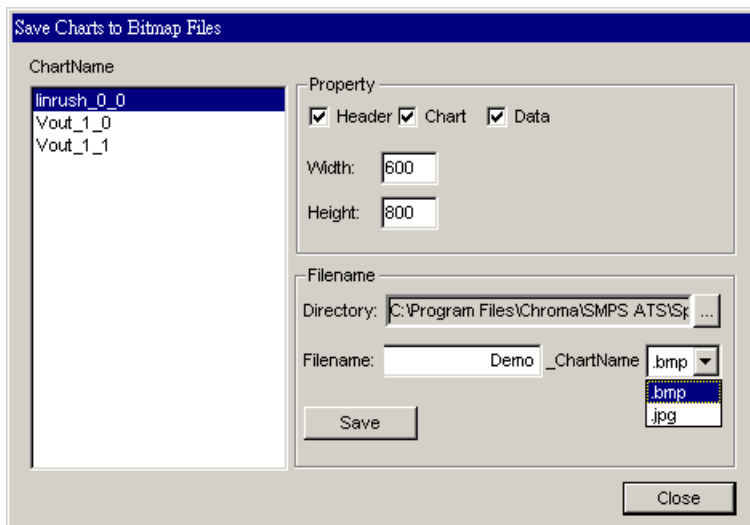 Save Charts to Bitmap Files
ChartName
Iinrush_0_0
Vout_1_0
Vout_1_1
Property
Header Chart Data
Width: 600
Height: 800
Filename
Directory: C:\Program Files\Chroma\SMPS ATS\Sp ...
Filename: Demo _ChartName .bmp
.bmp
.jpg
Save
Close